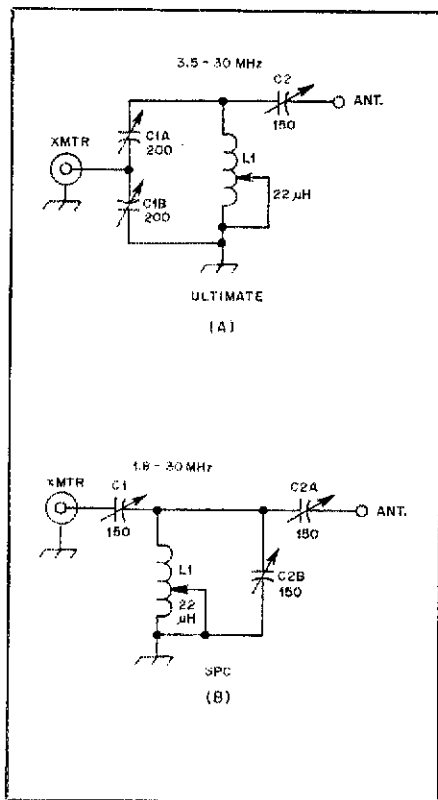 3.5 - 30 MHz
C2
ANT.
150
XMTR
C1A
200
L1
C1B
200
22 µH
ULTIMATE
(A)
1.8 - 30 MHz
XMTR
C1
150
C2A
150
ANT.
L1
22
µH
C2B
150
SPC
(B)